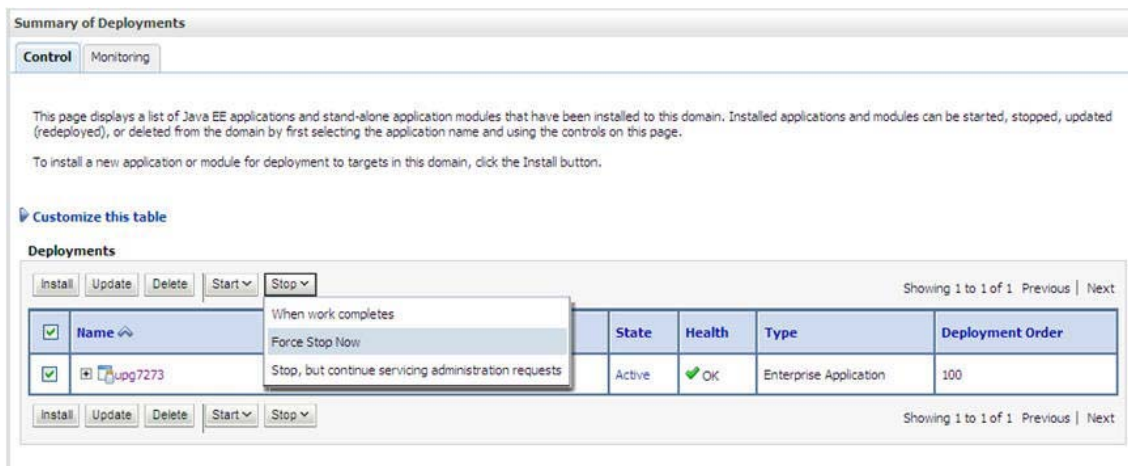 Summary of Deployments
Control Monitoring
This page displays a list of Java EE applications and stand-alone application modules that have been installed to this domain. Installed applications and modules can be started, stopped, updated
(redeployed), or deleted from the domain by first selecting the application name and using the controls on this page.
To install a new application or module for deployment to targets in this domain, click the Install button.
Customize this table
Deployments
Install Update Delete Start Stop Showing 1 to 1 of 1 Previous | Next
When work completes
Name State Health Type Deployment Order
Force Stop Now
upg7273 Active OK Enterprise Application 100
Stop, but continue servicing administration requests
Install Update Delete Start Stop Showing 1 to 1 of 1 Previous | Next